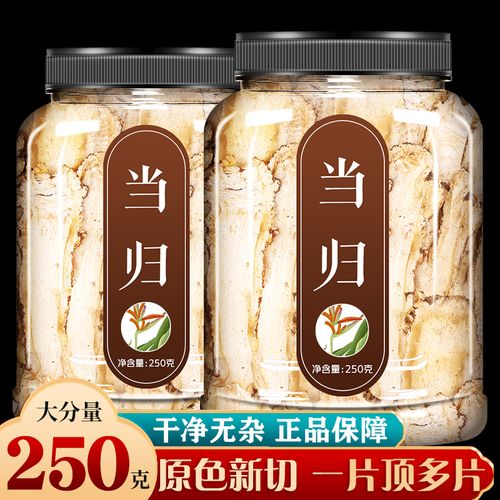 当归
净含量:250克
当归
净含量:250克
大分量
250克
干净无杂 正品保障
原色新切 一片顶多片